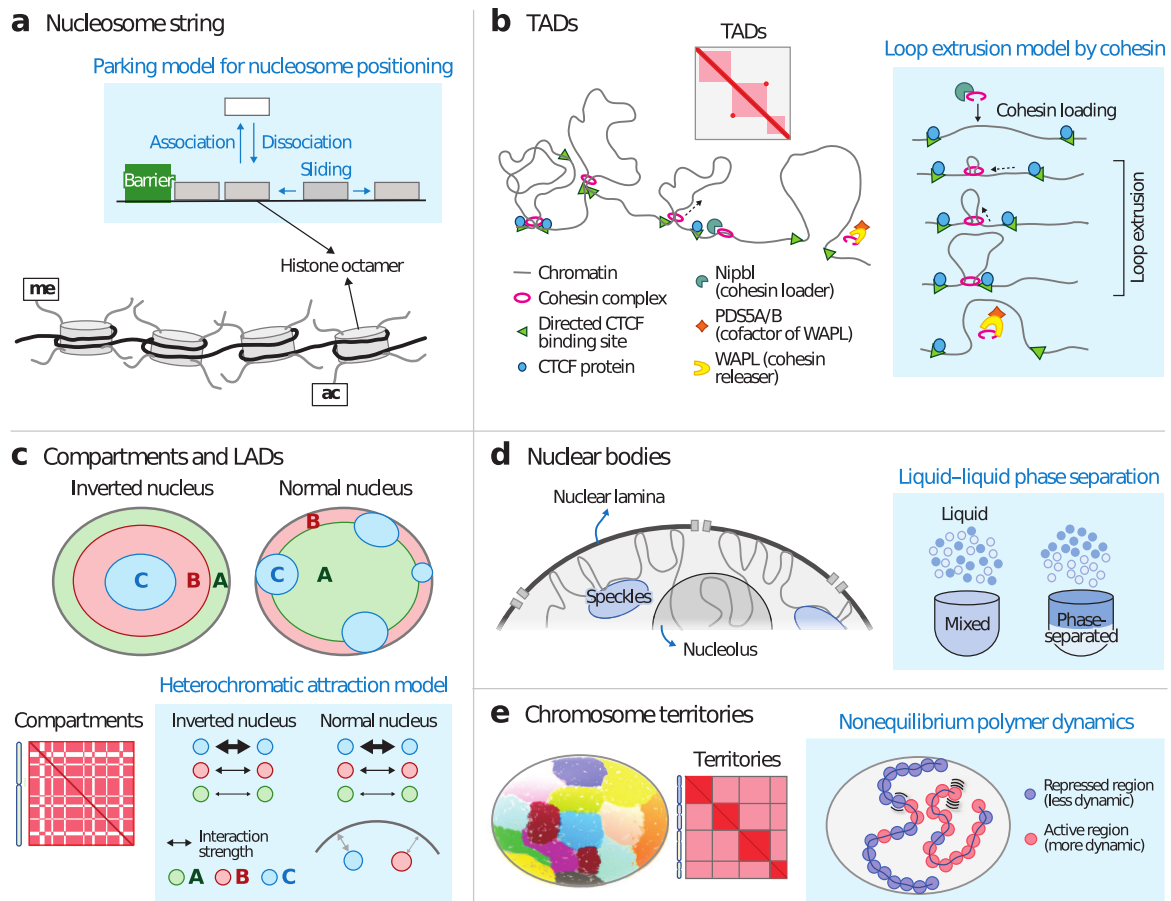 a Nucleosome string
Parking model for nucleosome positioning
Association
Dissociation
Sliding
Barrier
Histone octamer
me
ac
b TADs
TADs
Chromatin
Cohesin complex
Directed CTCF
binding site
CTCF protein
Nipbl
(cohesin loader)
PDS5A/B
(cofactor of WAPL)
WAPL (cohesin
releaser)
Loop extrusion model by cohesin
Cohesin loading
Loop extrusion
c Compartments and LADs
Inverted nucleus
Normal nucleus
C
B
A
B
C
A
Compartments
Heterochromatic attraction model
Inverted nucleus
Normal nucleus
Interaction
strength
A
B
C
d Nuclear bodies
Nuclear lamina
Speckles
Nucleolus
Liquid–liquid phase separation
Liquid
Mixed
Phase-
separated
e Chromosome territories
Territories
Nonequilibrium polymer dynamics
Repressed region
(less dynamic)
Active region
(more dynamic)